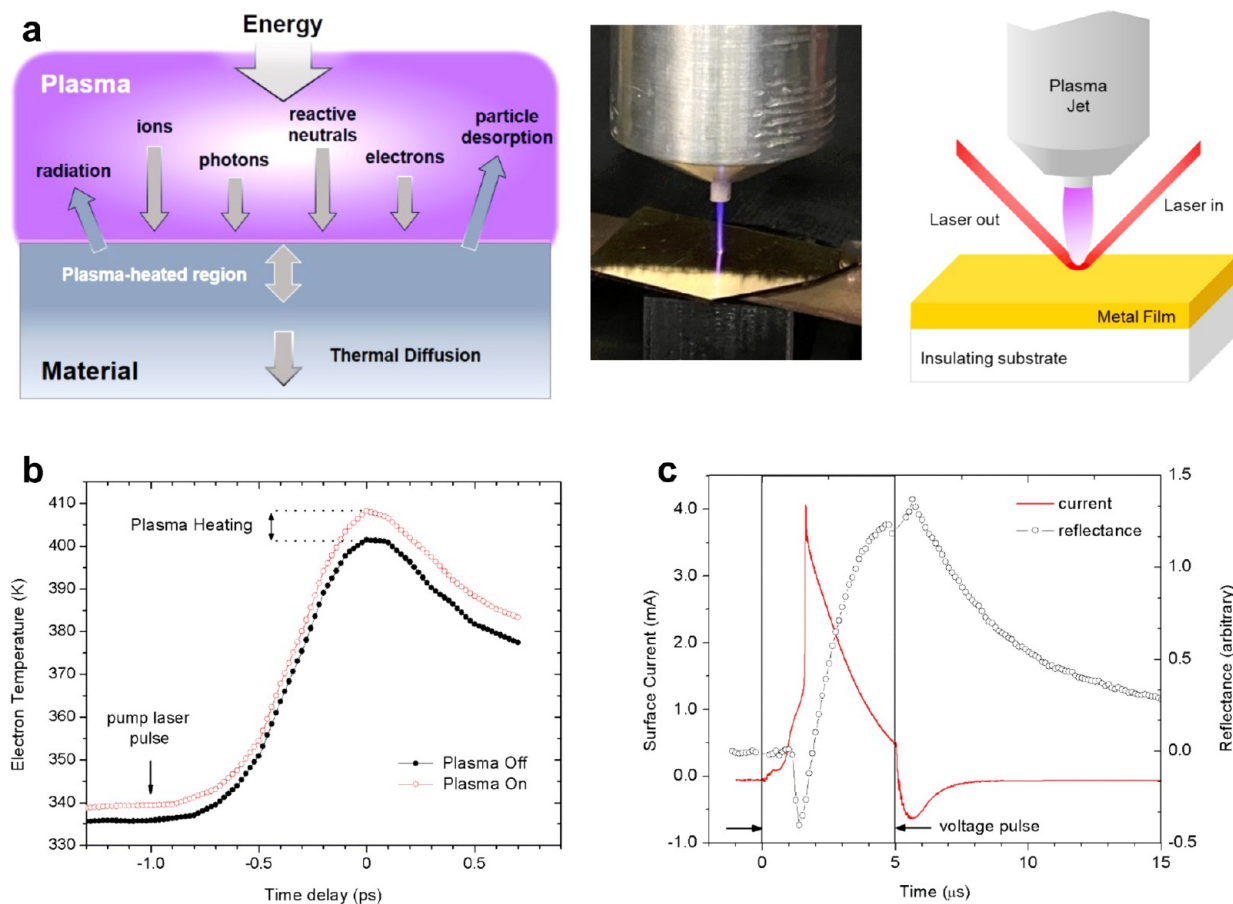 a
Energy
Plasma
ions
reactive
neutrals
particle
desorption
photons
electrons
radiation
Plasma-heated region
Thermal Diffusion
Material
Plasma
Jet
Laser out
Laser in
Metal Film
Insulating substrate
b
410
400
390
380
370
360
350
340
330
Electron Temperature (K)
Plasma Heating
pump laser
pulse
Plasma Off
Plasma On
-1.0
-0.5
0
0.5
Time delay (ps)
c
4.0
3.0
2.0
1.0
0.0
-1.0
Surface Current (mA)
current
reflectance
voltage pulse
1.5
1.0
0.5
0.0
-0.5
Reflectance (arbitrary)
0
5
10
15
Time (μs)